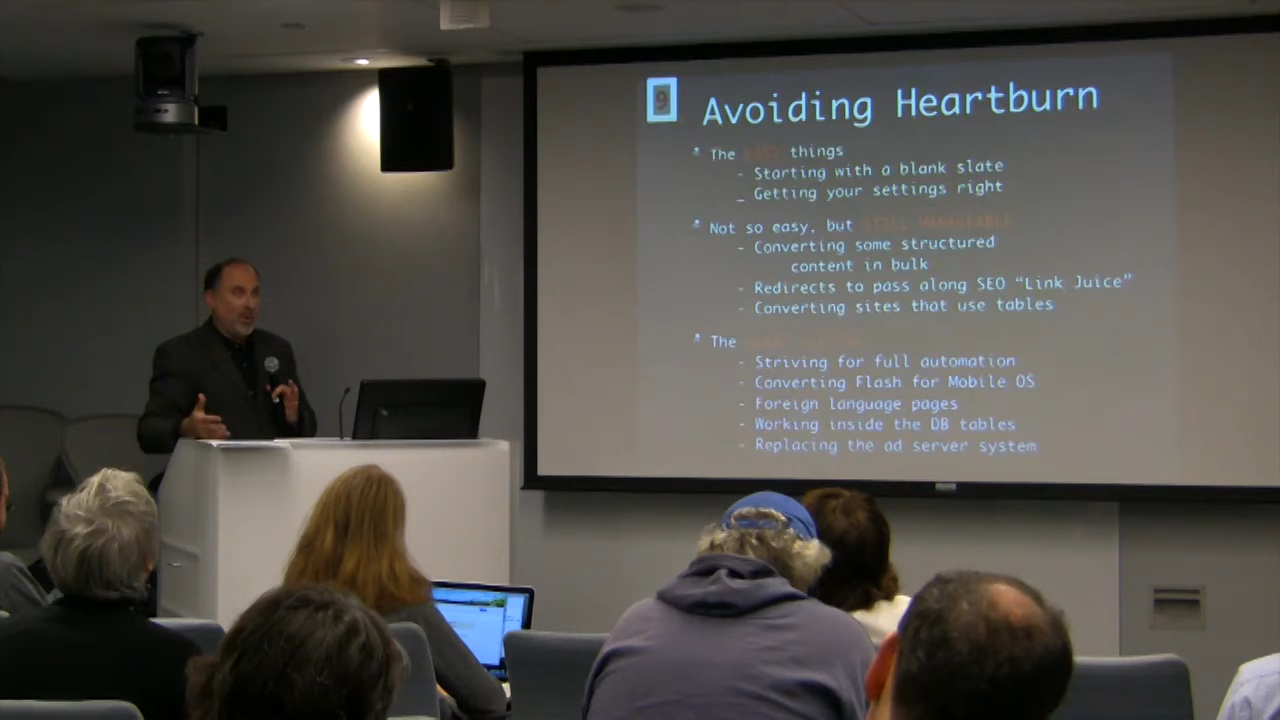 9 Avoiding Heartburn
* The EASY things
- Starting with a blank slate
- Getting your settings right
* Not so easy, but STILL MANAGEABLE
- Converting some structured
content in bulk
- Redirects to pass along SEO “Link Juice”
- Converting sites that use tables
* The
- Striving for full automation
- Converting Flash for Mobile OS
- Foreign language pages
- Working inside the DB tables
- Replacing the ad server system